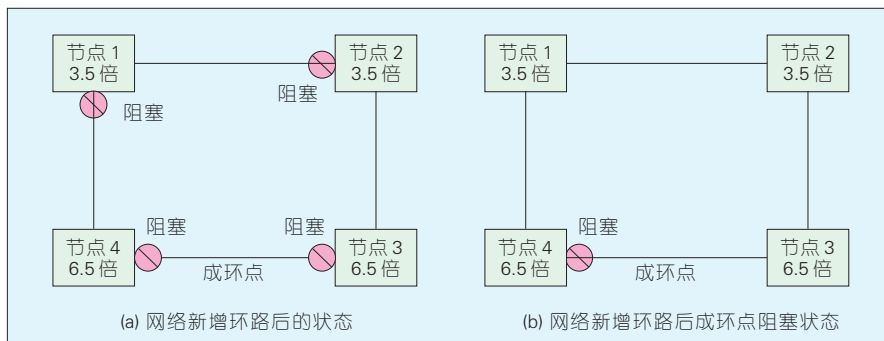 节点 1
3.5 倍
节点 2
3.5 倍
阻塞
阻塞
阻塞
阻塞
节点 4
6.5 倍
节点 3
6.5 倍
成环点
(a) 网络新增环路后的状态
节点 1
3.5 倍
节点 2
3.5 倍
阻塞
节点 4
6.5 倍
节点 3
6.5 倍
成环点
(b) 网络新增环路后成环点阻塞状态